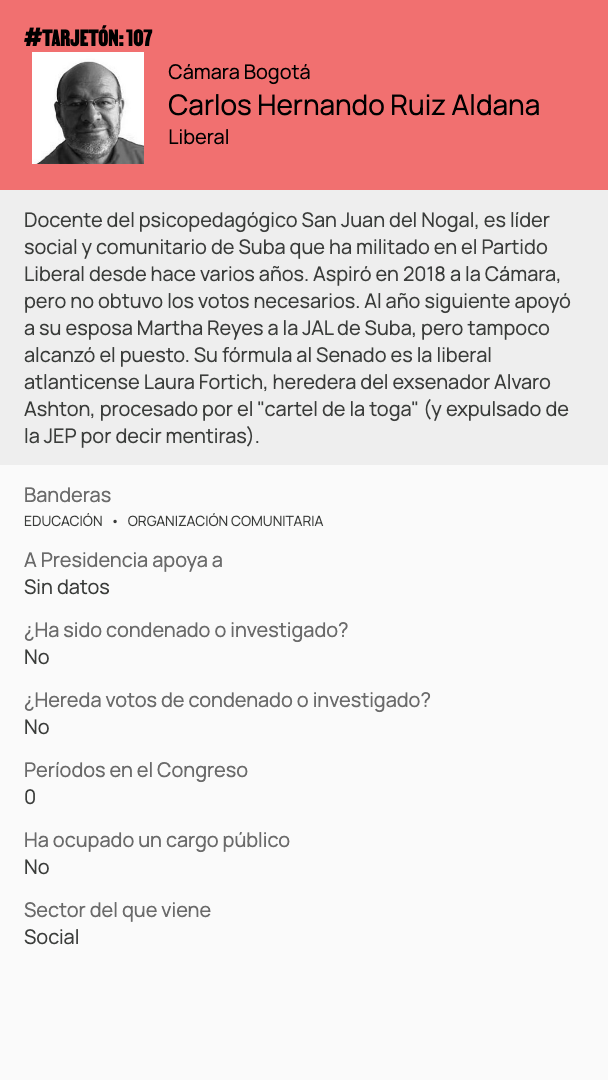 #TARJETÓN: 107
Cámara Bogotá
Carlos Hernando Ruiz Aldana
Liberal
Docente del psicopedagógico San Juan del Nogal, es líder
social y comunitario de Suba que ha militado en el Partido
Liberal desde hace varios años. Aspiró en 2018 a la Cámara,
pero no obtuvo los votos necesarios. Al año siguiente apoyó
a su esposa Martha Reyes a la JAL de Suba, pero tampoco
alcanzó el puesto. Su fórmula al Senado es la liberal
atlanticense Laura Fortich, heredera del exsenador Alvaro
Ashton, procesado por el "cartel de la toga" (y expulsado de
la JEP por decir mentiras).
Banderas
EDUCACIÓN • ORGANIZACIÓN COMUNITARIA
A Presidencia apoya a
Sin datos
¿Ha sido condenado o investigado?
No
¿Hereda votos de condenado o investigado?
No
Períodos en el Congreso
0
Ha ocupado un cargo público
No
Sector del que viene
Social